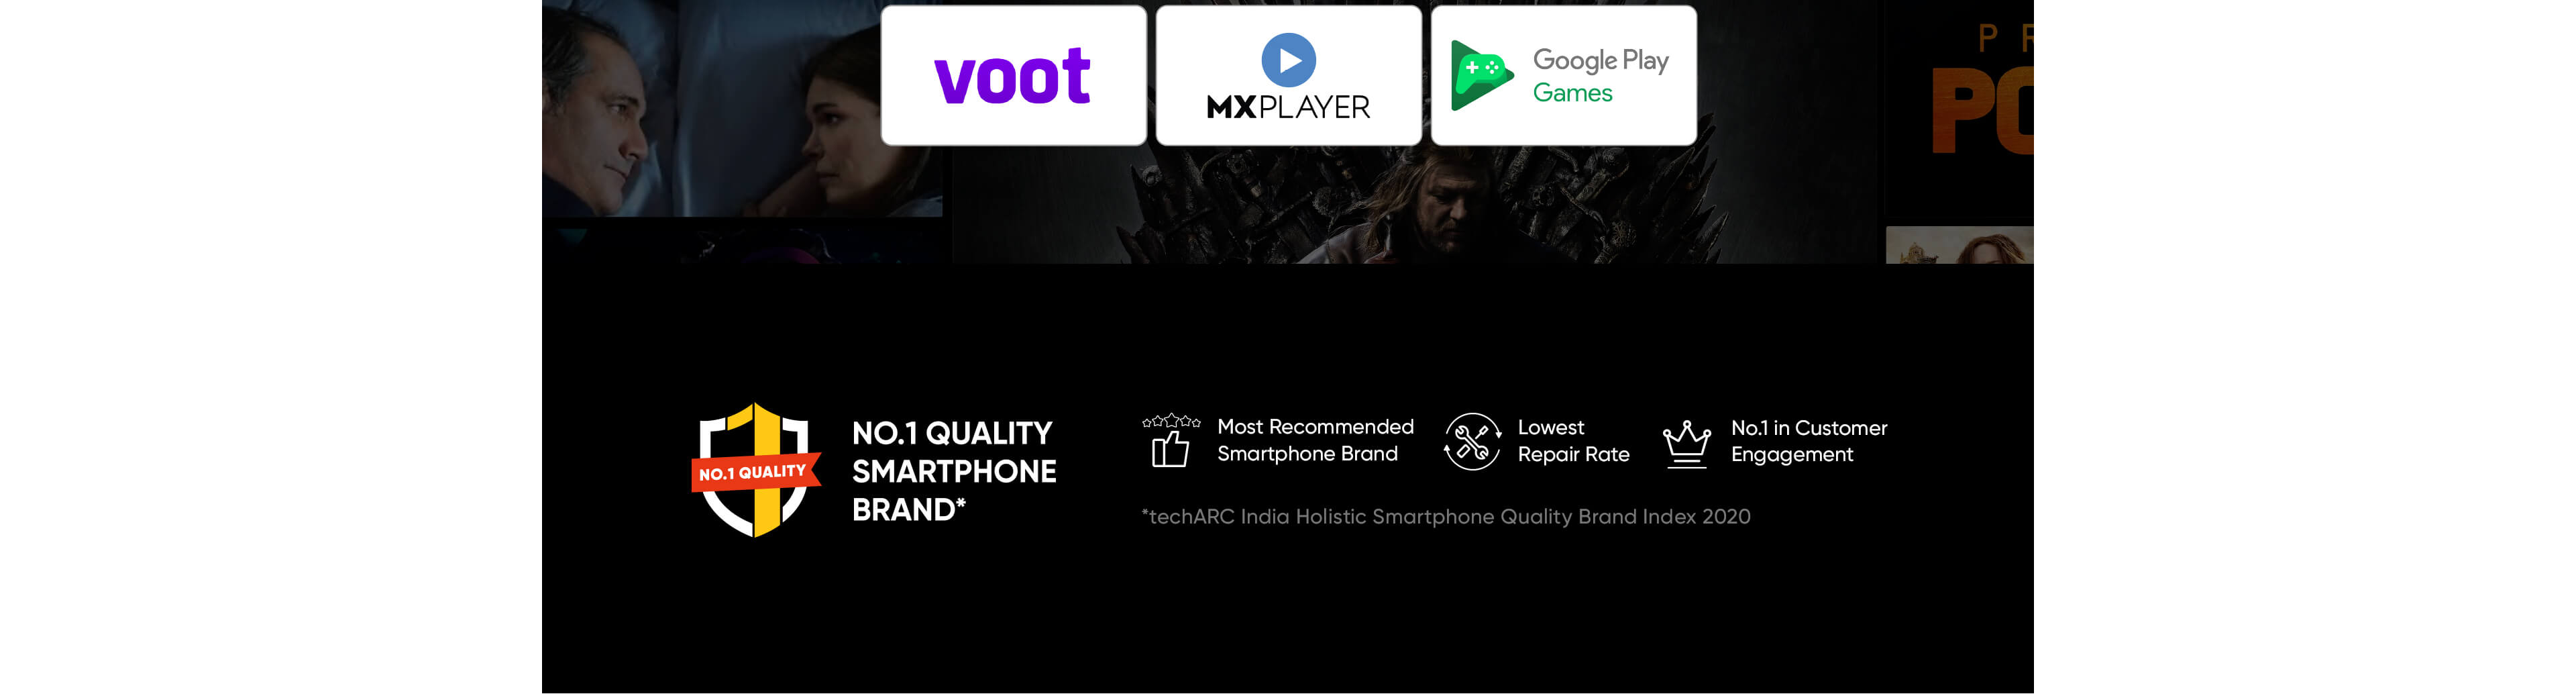 voot
MXPLAYER
Google Play
Games
P R
PO
NO.1 QUALITY
NO.1 QUALITY
SMARTPHONE
BRAND*
Most Recommended
Smartphone Brand
Lowest
Repair Rate
No.1 in Customer
Engagement
*techARC India Holistic Smartphone Quality Brand Index 2020